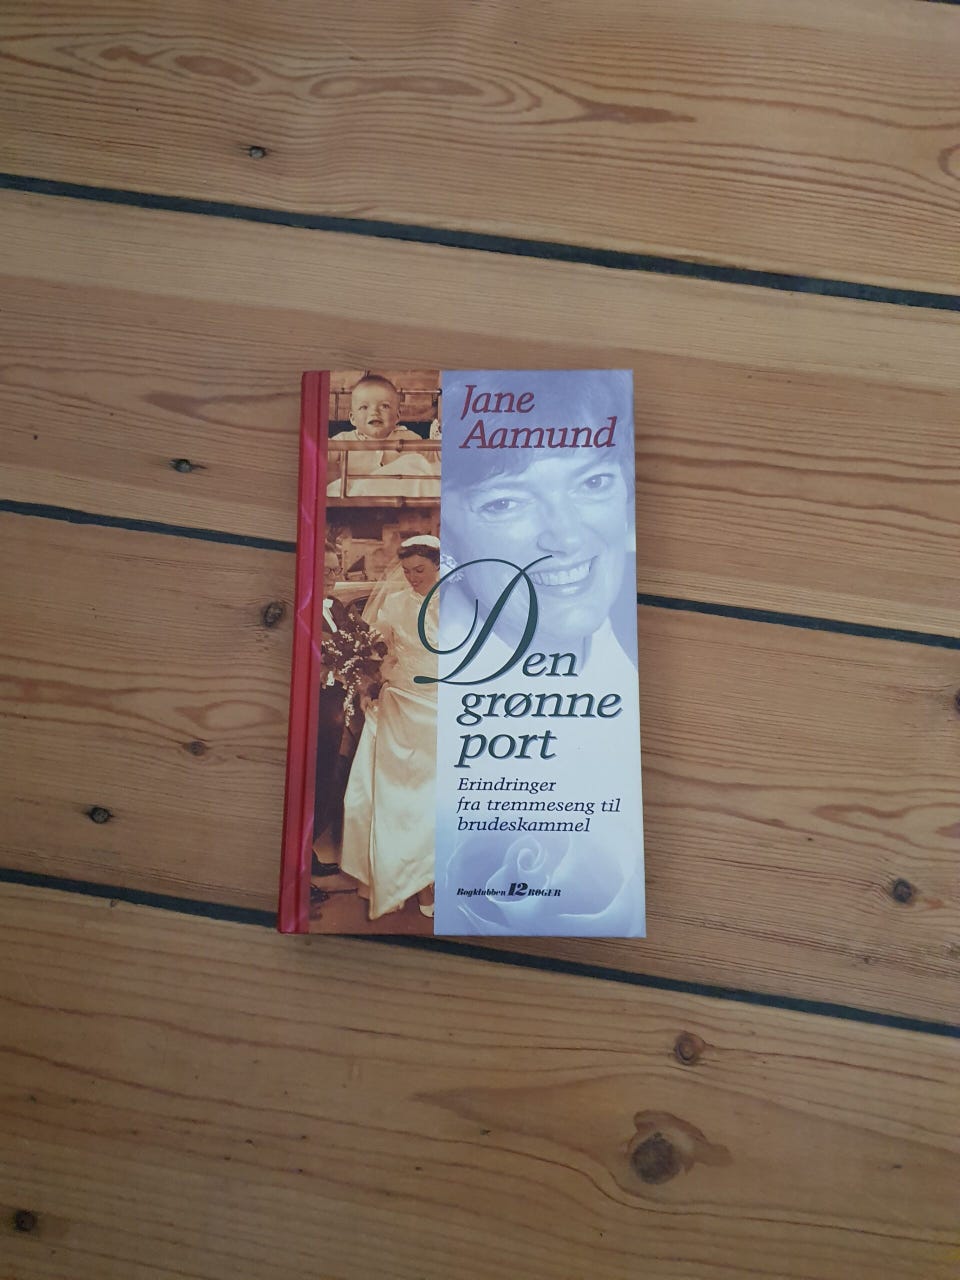 Jane
Aamund
Den
grønne
port
Erindringer
fra tremmeseng til
brudeskammel
Bogklubben 12 BØGER